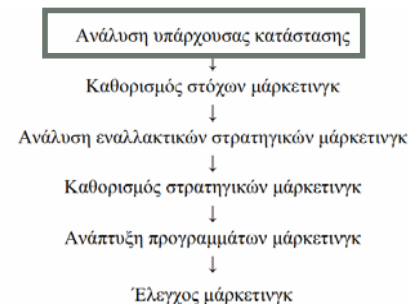 Ανάλυση υπάρχουσας κατάστασης
↓
Καθορισμός στόχων μάρκετινγκ
↓
Ανάλυση εναλλακτικών στρατηγικών μάρκετινγκ
↓
Καθορισμός στρατηγικών μάρκετινγκ
↓
Ανάπτυξη προγραμμάτων μάρκετινγκ
↓
Έλεγχος μάρκετινγκ